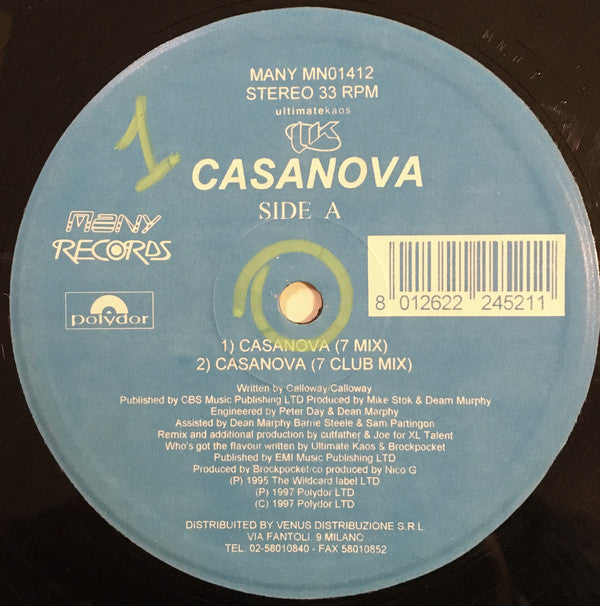 MANY MN01412
STEREO 33 RPM
ultimatekaos
UK
CASANOVA
SIDE A
1
MANY
RECORDS
polydor
8 012622 245211
1) CASANOVA (7 MIX)
2) CASANOVA (7 CLUB MIX)
Written by Calloway/Calloway
Published by CBS Music Publishing LTD Produced by Mike Stok & Deam Murphy
Engineered by Peter Day & Dean Marphy
Assisted by Dean Marphy Barrie Steele & Sam Partingon
Remix and additional production by cutfather & Joe for XL Talent
Who's got the flavour written by Ultimate Kaos & Brockpocket
Published by EMI Music Publishing LTD
Produced by Brockpocket/co produced by Nico G
(P) 1995 The Wildcard label LTD
(P) 1997 Polydor LTD
(C) 1997 Polydor LTD
DISTRIBUITED BY VENUS DISTRIBUZIONE S.R.L.
VIA FANTOLI. 9 MILANO
TEL. 02-58010840 - FAX 58010852